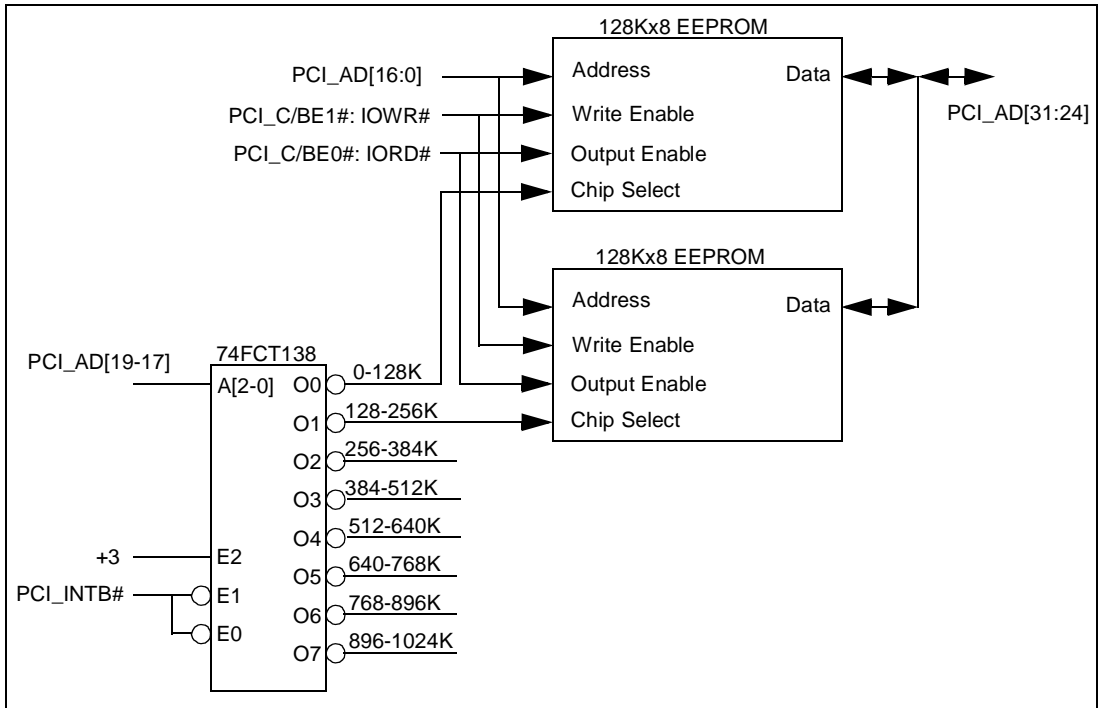 128Kx8 EEPROM
PCI_AD[16:0]
Address
Data
PCI_C/BE1#: IOWR#
Write Enable
PCI_AD[31:24]
PCI_C/BE0#: IORD#
Output Enable
Chip Select
128Kx8 EEPROM
Address
Data
Write Enable
Output Enable
Chip Select
PCI_AD[19-17]
74FCT138
A[2-0]
O0
0-128K
O1
128-256K
O2
256-384K
O3
384-512K
O4
512-640K
+3
E2
O5
640-768K
PCI_INTB#
E1
O6
768-896K
E0
O7
896-1024K